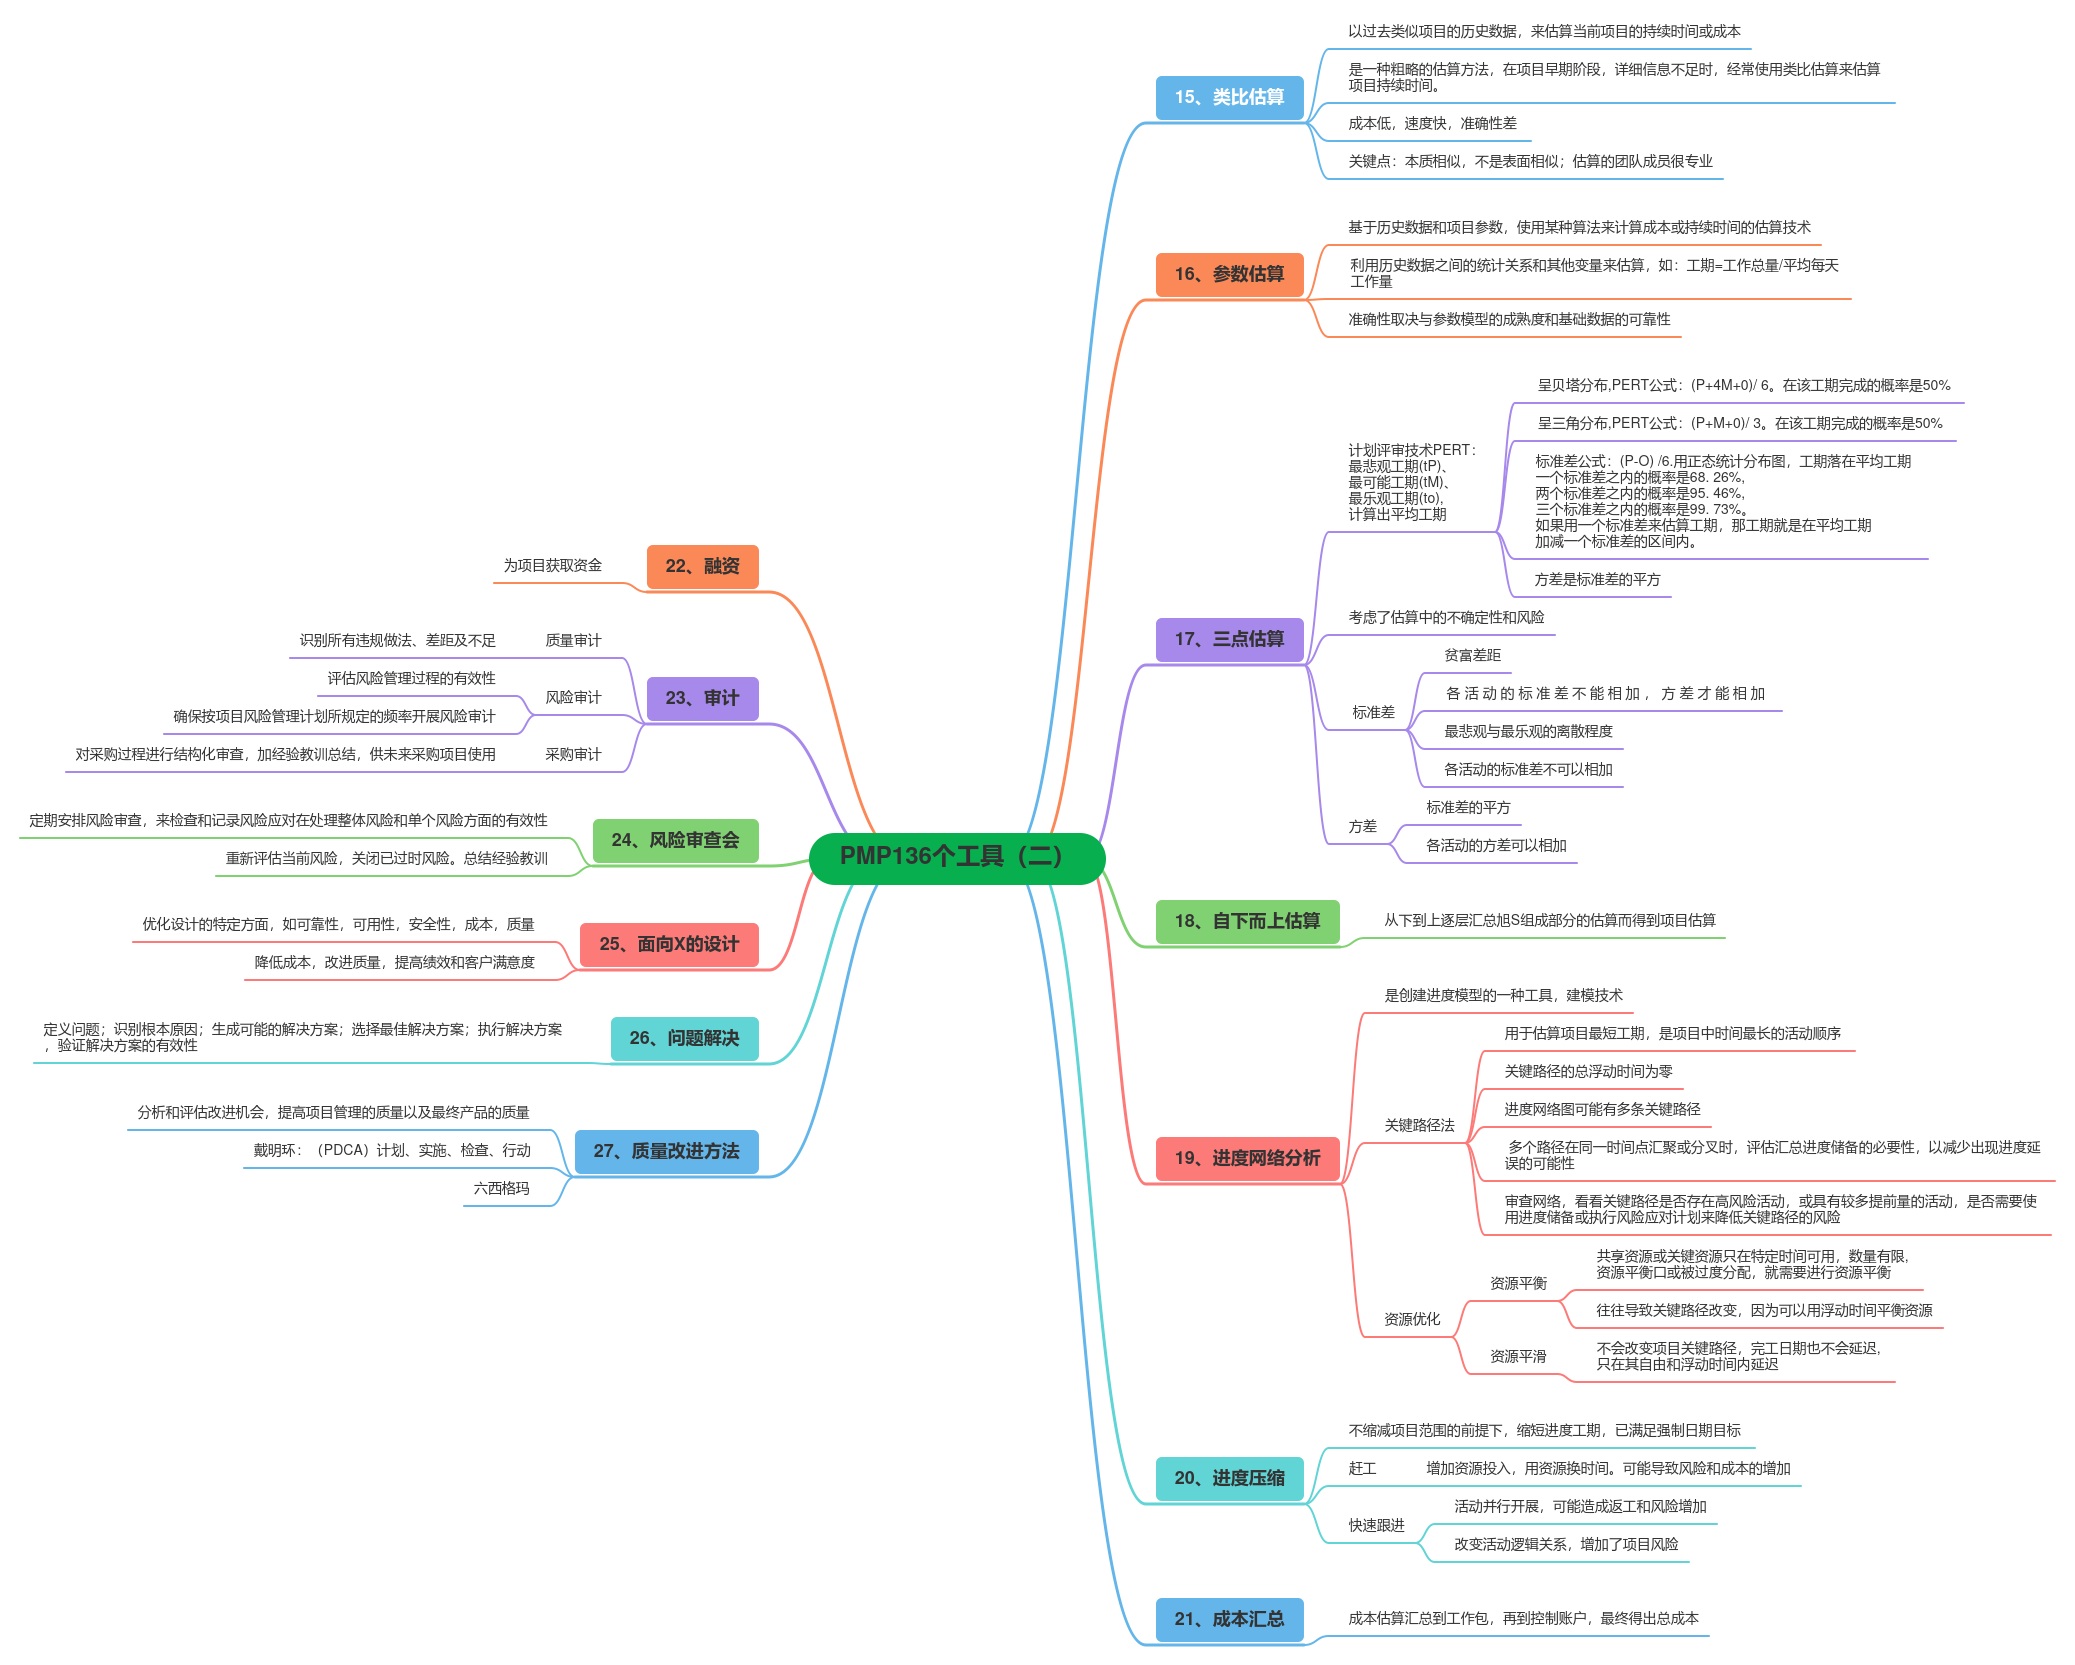 PMP136个工具（二）
15、类比估算
以过去类似项目的历史数据，来估算当前项目的持续时间或成本
是一种粗略的估算方法，在项目早期阶段，详细信息不足时，经常使用类比估算来估算
项目持续时间。
成本低，速度快，准确性差
关键点：本质相似，不是表面相似；估算的团队成员很专业
16、参数估算
基于历史数据和项目参数，使用某种算法来计算成本或持续时间的估算技术
利用历史数据之间的统计关系和其他变量来估算，如：工期=工作总量/平均每天
工作量
准确性取决与参数模型的成熟度和基础数据的可靠性
17、三点估算
计划评审技术PERT：
最悲观工期(tP)、
最可能工期(tM)、
最乐观工期(to),
计算出平均工期
呈贝塔分布,PERT公式：(P+4M+0)/ 6。在该工期完成的概率是50%
呈三角分布,PERT公式：(P+M+0)/ 3。在该工期完成的概率是50%
标准差公式：(P-O) /6.用正态统计分布图，工期落在平均工期
一个标准差之内的概率是68. 26%,
两个标准差之内的概率是95. 46%,
三个标准差之内的概率是99. 73%。
如果用一个标准差来估算工期，那工期就是在平均工期
加减一个标准差的区间内。
方差是标准差的平方
考虑了估算中的不确定性和风险
标准差
贫富差距
各 活 动 的 标 准 差 不 能 相 加 ， 方 差 才 能 相 加
最悲观与最乐观的离散程度
各活动的标准差不可以相加
方差
标准差的平方
各活动的方差可以相加
18、自下而上估算
从下到上逐层汇总旭S组成部分的估算而得到项目估算
19、进度网络分析
是创建进度模型的一种工具，建模技术
关键路径法
用于估算项目最短工期，是项目中时间最长的活动顺序
关键路径的总浮动时间为零
进度网络图可能有多条关键路径
多个路径在同一时间点汇聚或分叉时，评估汇总进度储备的必要性，以减少出现进度延
误的可能性
审查网络，看看关键路径是否存在高风险活动，或具有较多提前量的活动，是否需要使
用进度储备或执行风险应对计划来降低关键路径的风险
资源优化
资源平衡
共享资源或关键资源只在特定时间可用，数量有限,
资源平衡口或被过度分配，就需要进行资源平衡
往往导致关键路径改变，因为可以用浮动时间平衡资源
资源平滑
不会改变项目关键路径，完工日期也不会延迟,
只在其自由和浮动时间内延迟
20、进度压缩
不缩减项目范围的前提下，缩短进度工期，已满足强制日期目标
赶工
增加资源投入，用资源换时间。可能导致风险和成本的增加
快速跟进
活动并行开展，可能造成返工和风险增加
改变活动逻辑关系，增加了项目风险
21、成本汇总
成本估算汇总到工作包，再到控制账户，最终得出总成本
22、融资
为项目获取资金
23、审计
质量审计
识别所有违规做法、差距及不足
风险审计
评估风险管理过程的有效性
确保按项目风险管理计划所规定的频率开展风险审计
采购审计
对采购过程进行结构化审查，加经验教训总结，供未来采购项目使用
24、风险审查会
定期安排风险审查，来检查和记录风险应对在处理整体风险和单个风险方面的有效性
重新评估当前风险，关闭已过时风险。总结经验教训
25、面向X的设计
优化设计的特定方面，如可靠性，可用性，安全性，成本，质量
降低成本，改进质量，提高绩效和客户满意度
26、问题解决
定义问题；识别根本原因；生成可能的解决方案；选择最佳解决方案；执行解决方案
，验证解决方案的有效性
27、质量改进方法
分析和评估改进机会，提高项目管理的质量以及最终产品的质量
戴明环：（PDCA）计划、实施、检查、行动
六西格玛